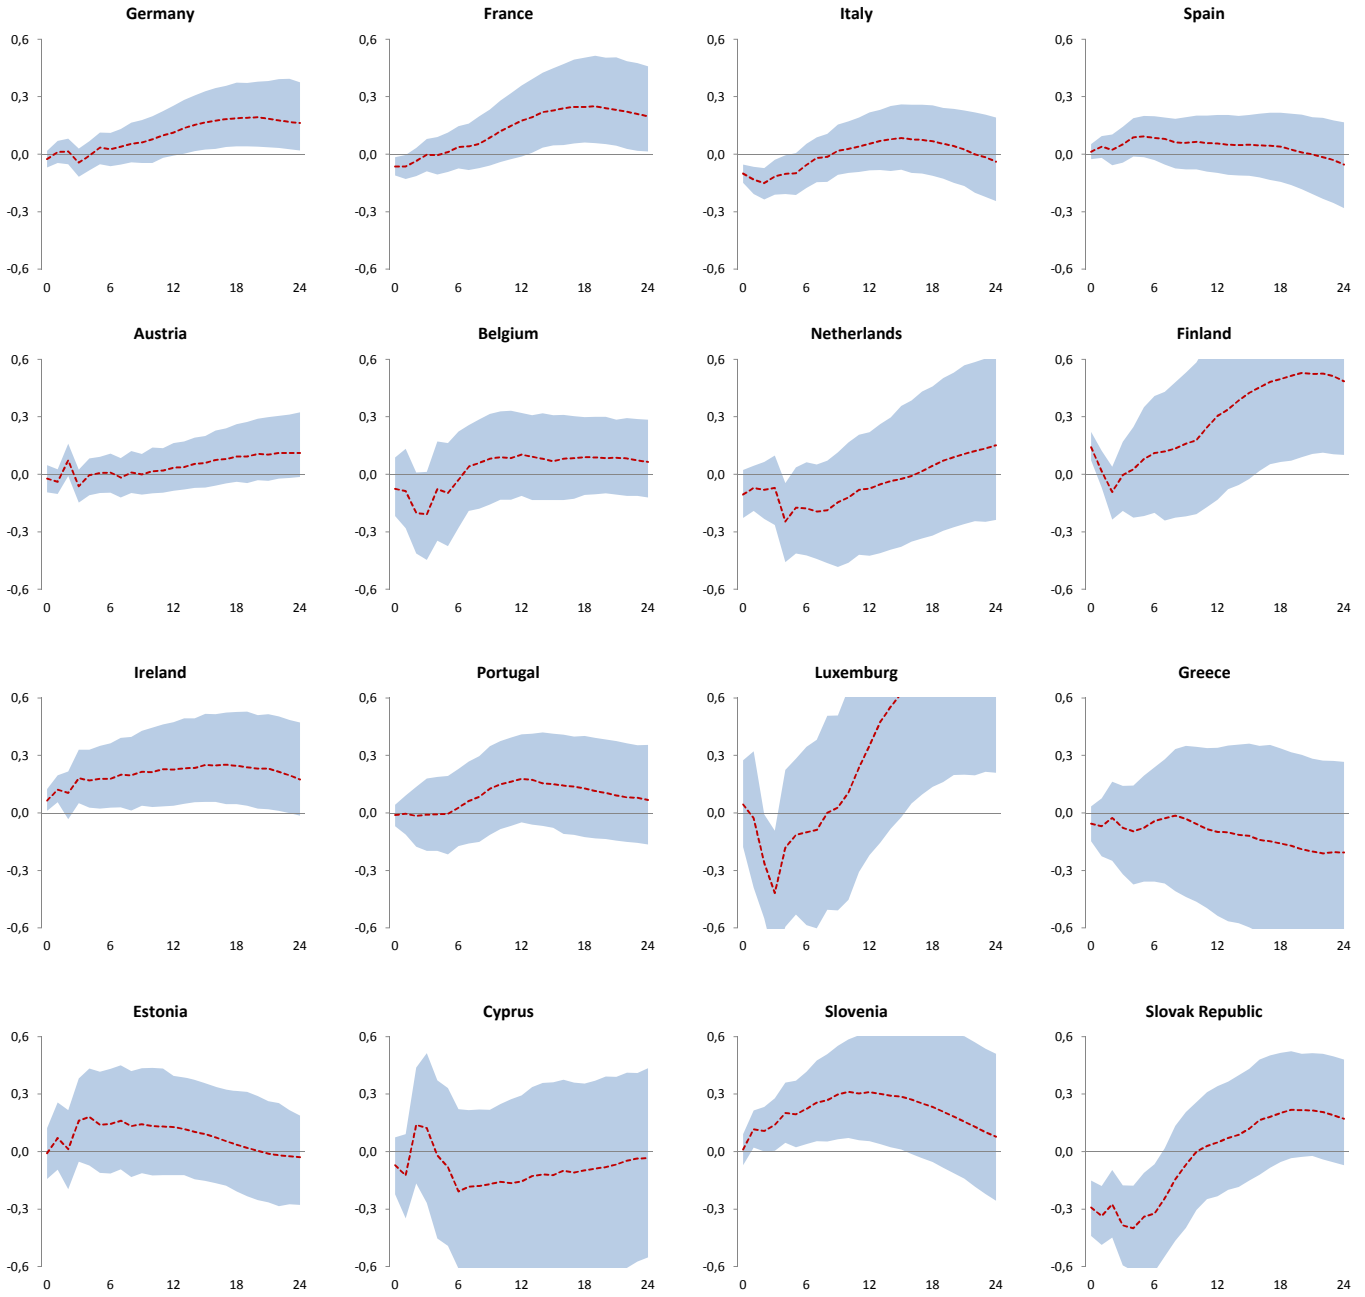 Germany France Italy Spain
0,6 0,6 0,6 0,6
0,3 0,3 0,3 0,3
0,0 0,0 0,0 0,0
-0,3 -0,3 -0,3 -0,3
-0,6 -0,6 -0,6 -0,6
0 6 12 18 24 0 6 12 18 24 0 6 12 18 24 0 6 12 18 24
Austria Belgium Netherlands Finland
0,6 0,6 0,6 0,6
0,3 0,3 0,3 0,3
0,0 0,0 0,0 0,0
-0,3 -0,3 -0,3 -0,3
-0,6 -0,6 -0,6 -0,6
0 6 12 18 24 0 6 12 18 24 0 6 12 18 24 0 6 12 18 24
Ireland Portugal Luxemburg Greece
0,6 0,6 0,6 0,6
0,3 0,3 0,3 0,3
0,0 0,0 0,0 0,0
-0,3 -0,3 -0,3 -0,3
-0,6 -0,6 -0,6 -0,6
0 6 12 18 24 0 6 12 18 24 0 6 12 18 24 0 6 12 18 24
Estonia Cyprus Slovenia Slovak Republic
0,6 0,6 0,6 0,6
0,3 0,3 0,3 0,3
0,0 0,0 0,0 0,0
-0,3 -0,3 -0,3 -0,3
-0,6 -0,6 -0,6 -0,6
0 6 12 18 24 0 6 12 18 24 0 6 12 18 24 0 6 12 18 24